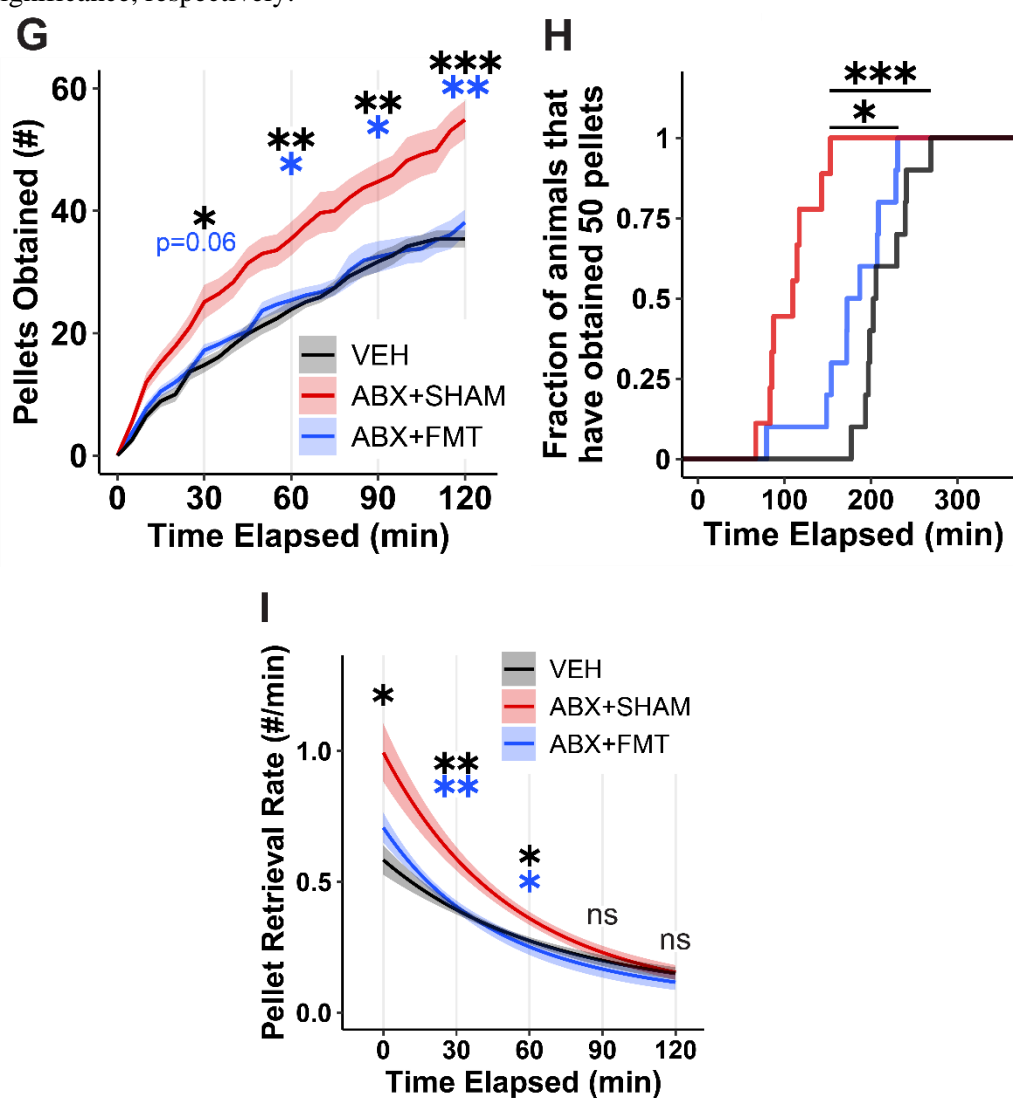 significance, respectively.
G
Pellets Obtained (#)
60
40
20
0
***
**
**
*
**
*
*
p=0.06
VEH
ABX+SHAM
ABX+FMT
0 30 60 90 120
Time Elapsed (min)
H
Fraction of animals that
have obtained 50 pellets
***
*
1
0.75
0.5
0.25
0
0 100 200 300
Time Elapsed (min)
I
Pellet Retrieval Rate (#/min)
VEH
ABX+SHAM
ABX+FMT
1.0
0.5
0.0
*
**
**
*
*
ns
ns
0 30 60 90 120
Time Elapsed (min)